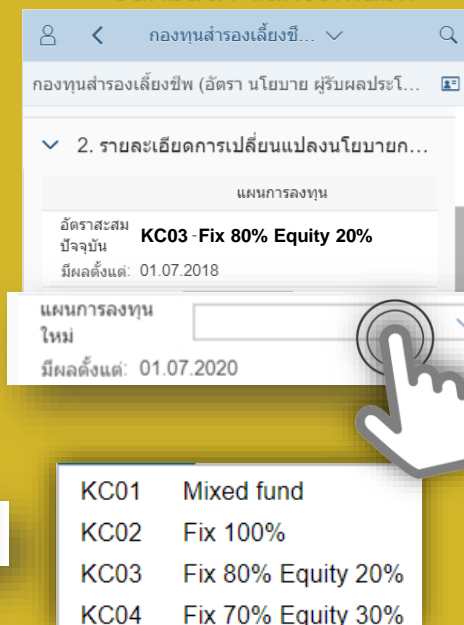 กองทุนสำรองเลี้ยงชี...
กองทุนสำรองเลี้ยงชีพ (อัตรา นโยบาย ผู้รับผลประโ...
2. รายละเอียดการเปลี่ยนแปลงนโยบายก...
แผนการลงทุน
อัตราสะสม
ปัจจุบัน KC03 - Fix 80% Equity 20%
มีผลตั้งแต่: 01.07.2018
แผนการลงทุน
ใหม่
มีผลตั้งแต่: 01.07.2020
KC01 Mixed fund
KC02 Fix 100%
KC03 Fix 80% Equity 20%
KC04 Fix 70% Equity 30%